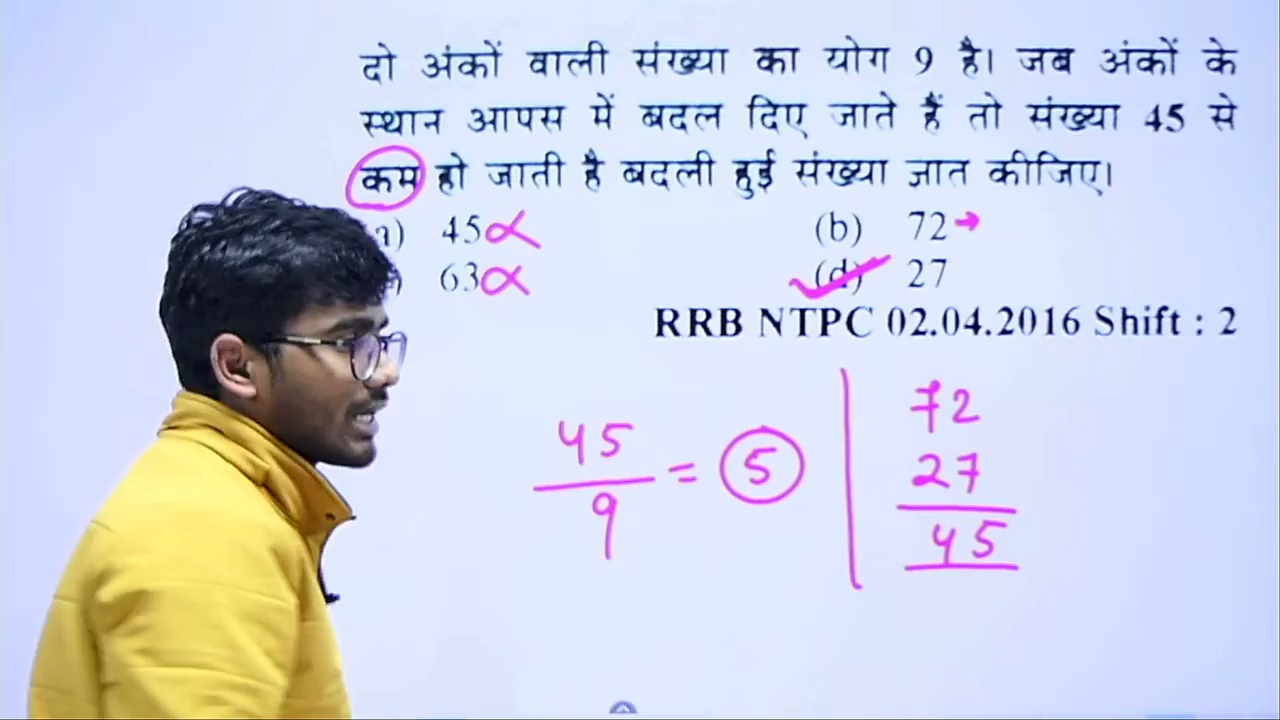 दो अंकों वाली संख्या का योग 9 है। जब अंकों के
स्थान आपस में बदल दिए जाते हैं तो संख्या 45 से
कम हो जाती है बदली हुई संख्या ज्ञात कीजिए।
a) 45 (b) 72
) 63 (d) 27
RRB NTPC 02.04.2016 Shift : 2
45
9
= 5
72
27
45